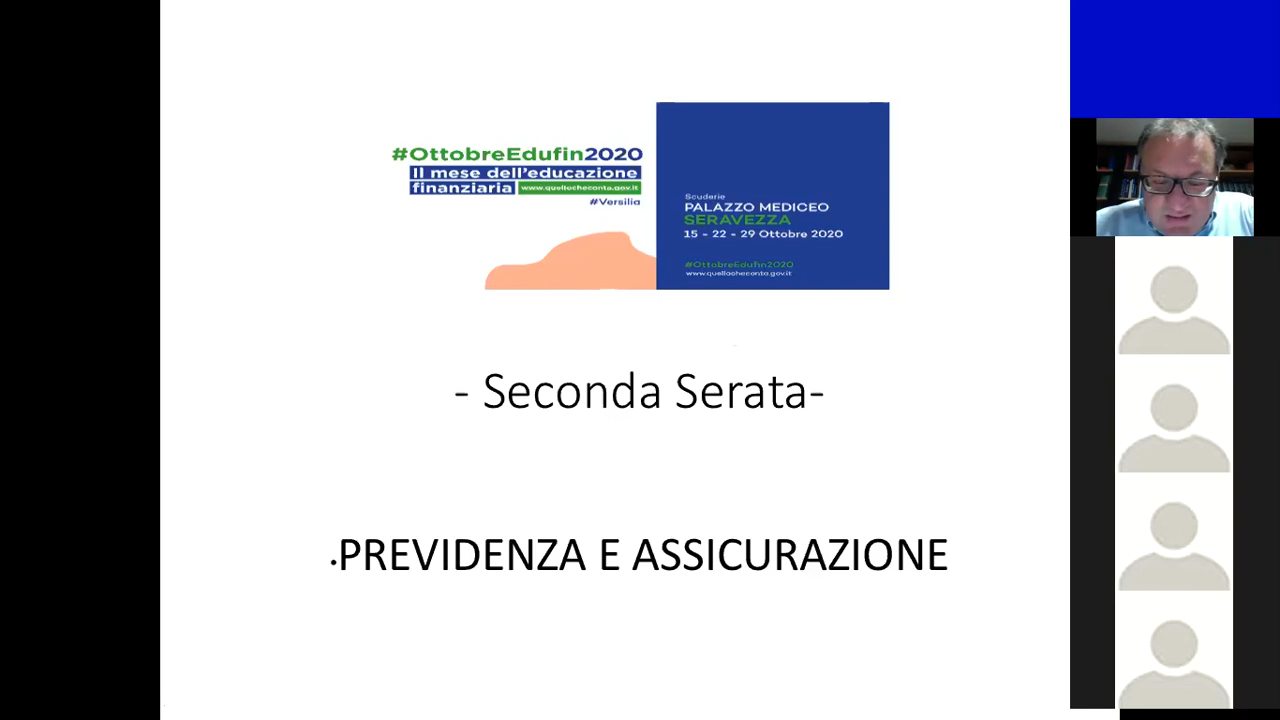 #OttobreEdufin2020
Il mese dell'educazione
finanziaria www.quellocheconta.gov.it
#Versilia
Scuderie
PALAZZO MEDICEO
SERAVEZZA
15 - 22 - 29 Ottobre 2020
#OttobreEdufin2020
www.quellocheconta.gov.it
- Seconda Serata-
•PREVIDENZA E ASSICURAZIONE